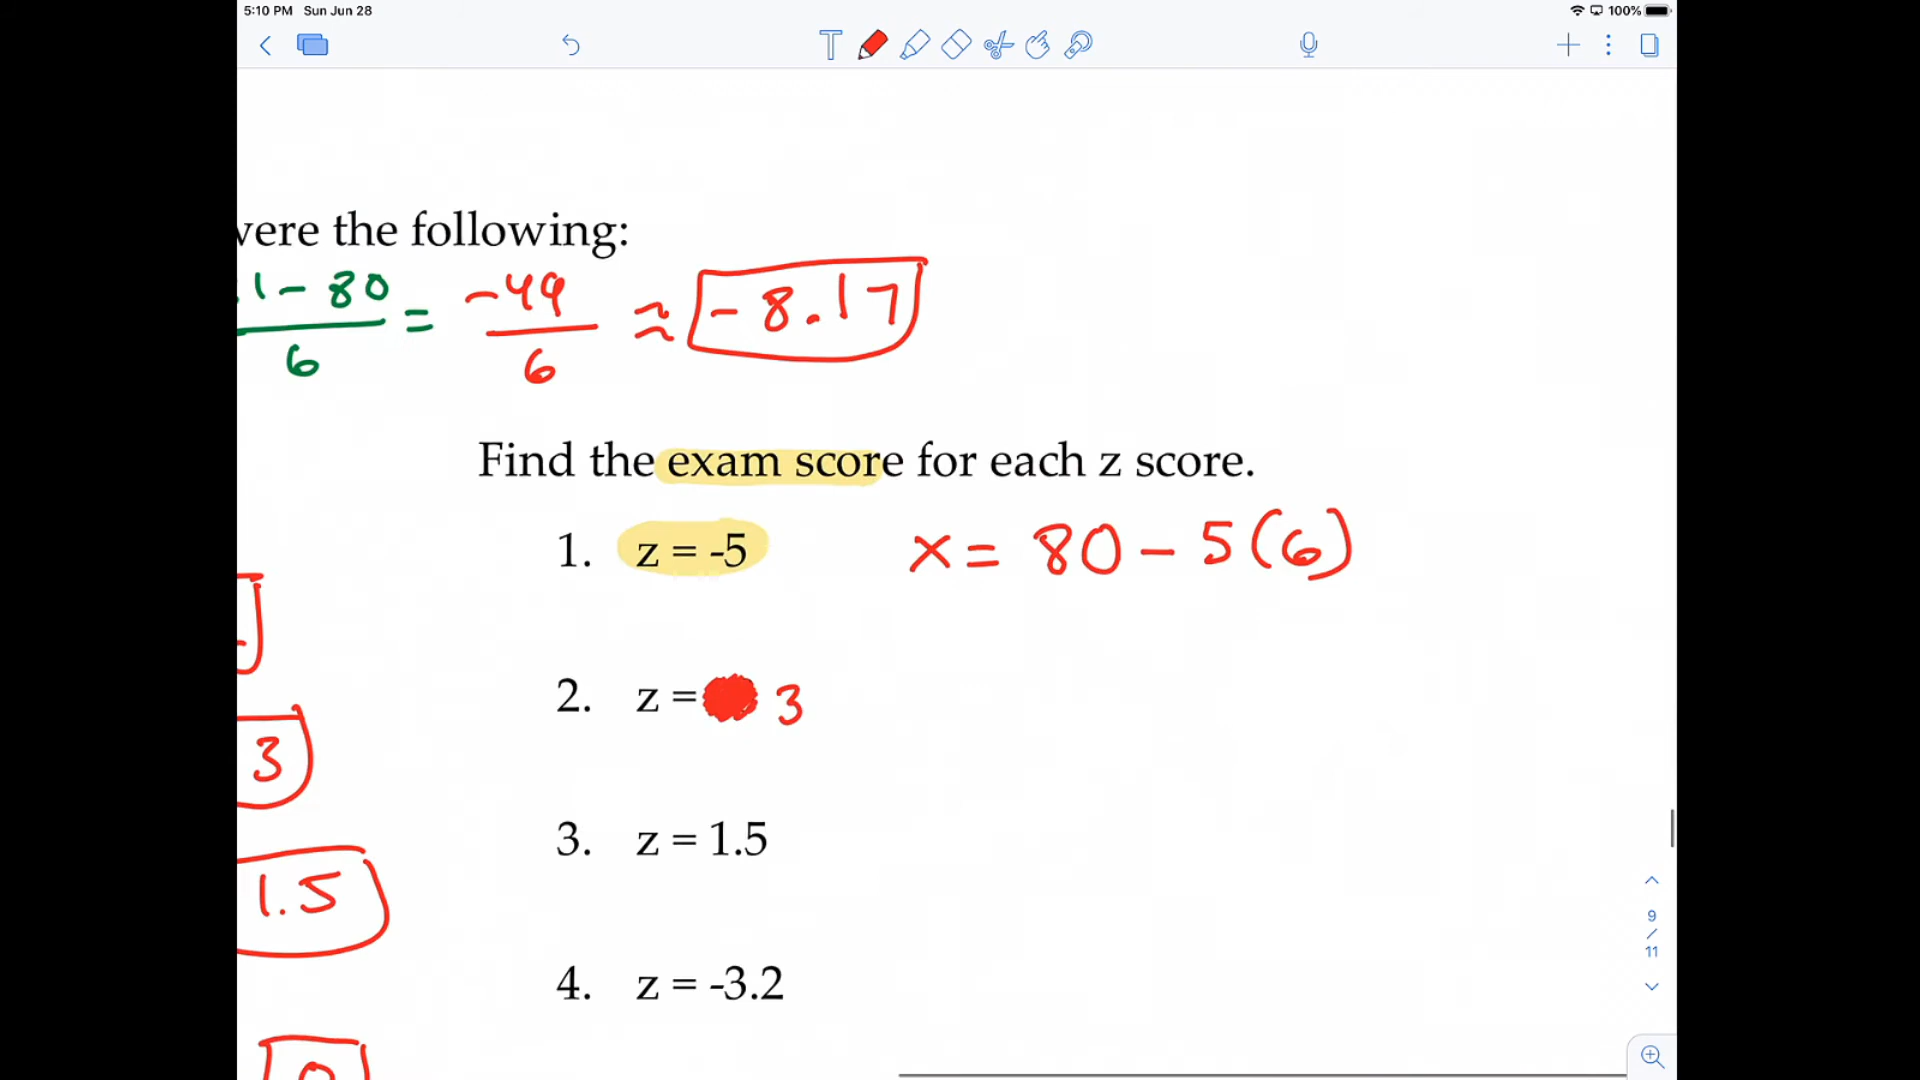 5:10 PM Sun Jun 28
100%
T
were the following:
1 - 80 / 6 = -49 / 6 ≈ -8.17
Find the exam score for each z score.
1. z = -5 x = 80 - 5(6)
2. z = 3
3
3. z = 1.5
1.5
4. z = -3.2
9
/
11